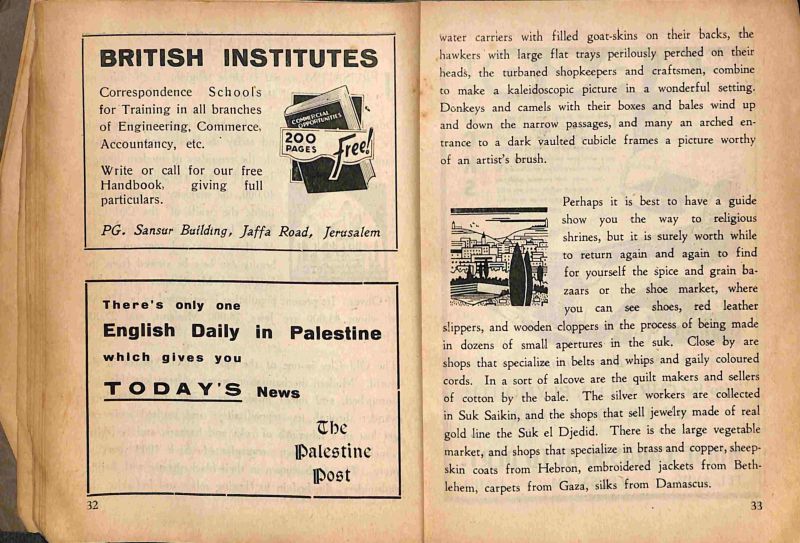 BRITISH INSTITUTES
Correspondence Schools
for Training in all branches
of Engineering, Commerce,
Accountancy, etc.
Write or call for our free
Handbook, giving full
particulars.
COMMERCIAL
OPPORTUNITIES
200
PAGES
Free!
PG. Sansur Building, Jaffa Road, Jerusalem
There's only one
English Daily in Palestine
which gives you
TODAY'S News
The
Palestine
Post
32
water carriers with filled goat-skins on their backs, the
hawkers with large flat trays perilously perched on their
heads, the turbaned shopkeepers and craftsmen, combine
to make a kaleidoscopic picture in a wonderful setting.
Donkeys and camels with their boxes and bales wind up
and down the narrow passages, and many an arched en-
trance to a dark vaulted cubicle frames a picture worthy
of an artist's brush.
Perhaps it is best to have a guide
show you the way to religious
shrines, but it is surely worth while
to return again and again to find
for yourself the spice and grain ba-
zaars or the shoe market, where
you can see shoes, red leather
slippers, and wooden cloppers in the process of being made
in dozens of small apertures in the suk. Close by are
shops that specialize in belts and whips and gaily coloured
cords. In a sort of alcove are the quilt makers and sellers
of cotton by the bale. The silver workers are collected
in Suk Saikin, and the shops that sell jewelry made of real
gold line the Suk el Djedid. There is the large vegetable
market, and shops that specialize in brass and copper, sheep-
skin coats from Hebron, embroidered jackets from Beth-
lehem, carpets from Gaza, silks from Damascus.
33